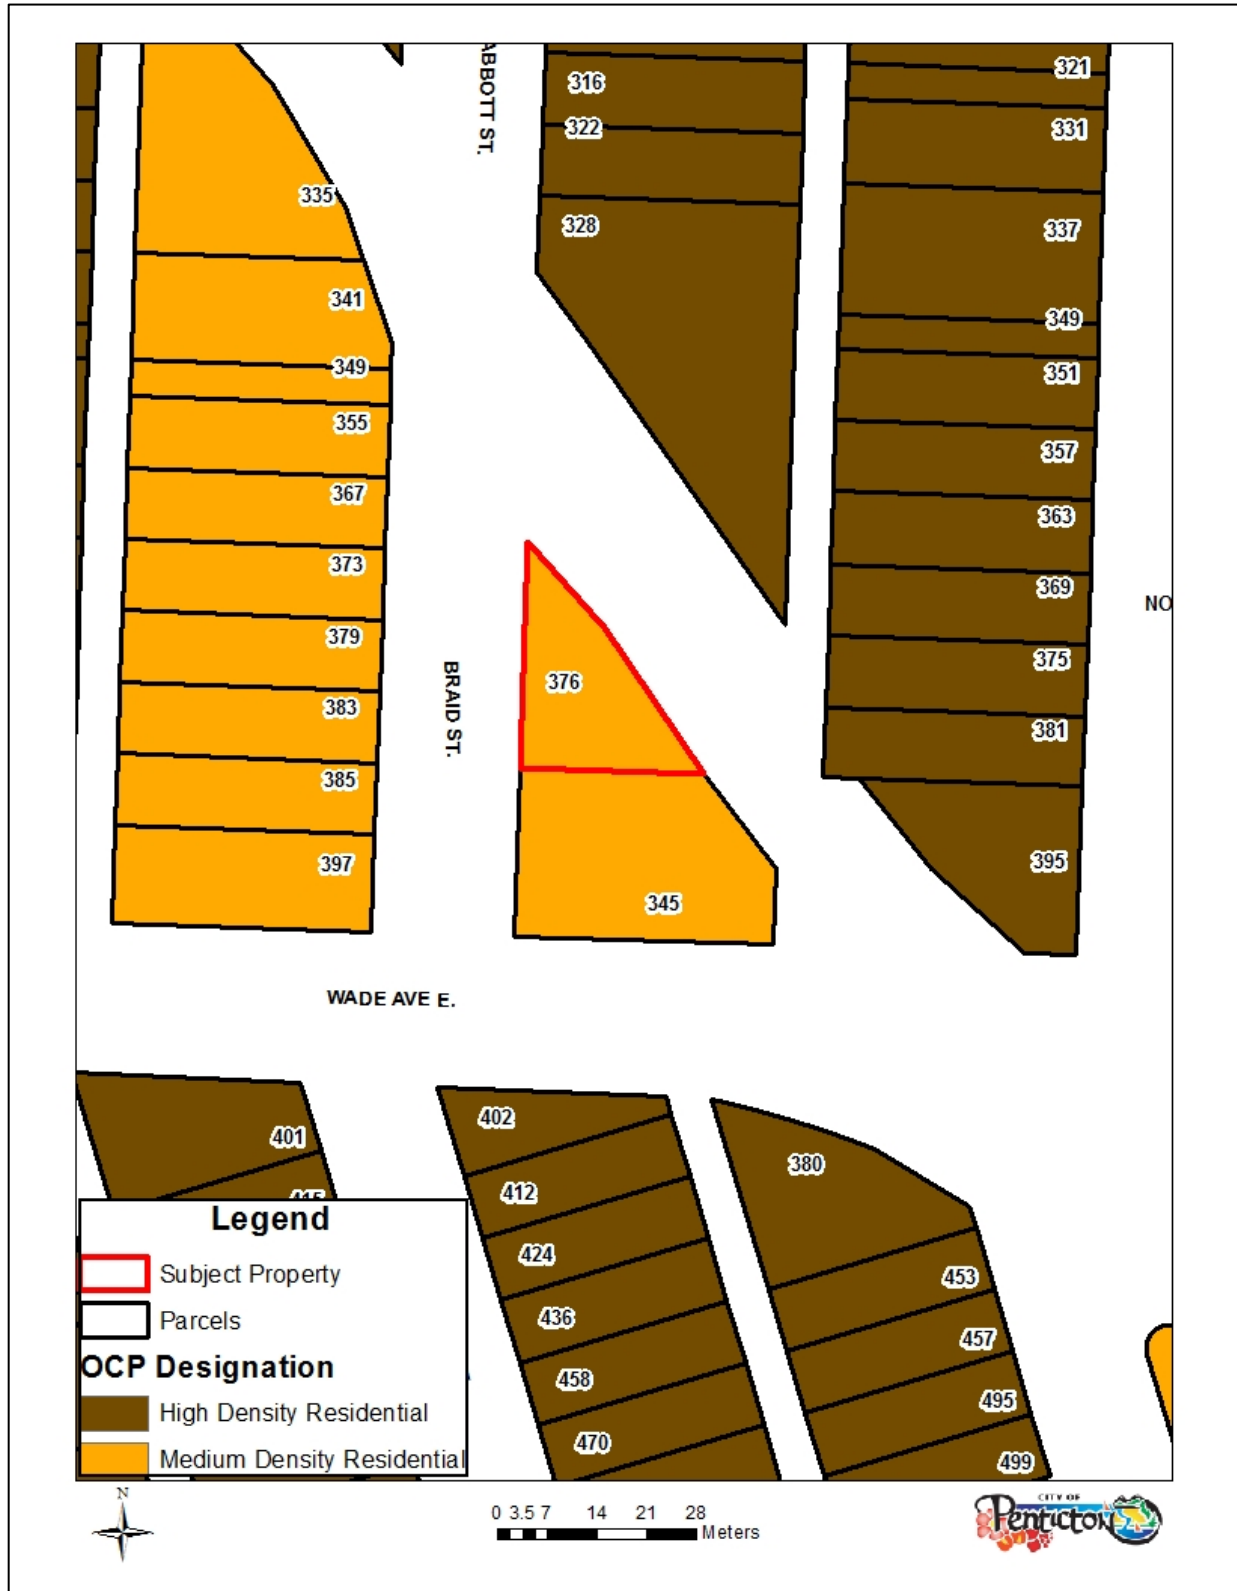 ABBOTT ST.
316
321
322
331
335
328
337
341
349
349
351
355
357
367
363
373
369
379
375
BRAID ST.
376
383
381
385
397
395
345
NO
WADE AVE E.
401
402
380
415
412
424
453
436
457
458
495
470
499
Legend
Subject Property
Parcels
OCP Designation
High Density Residential
Medium Density Residential
N
0 3.5 7 14 21 28
Meters
CITY OF
Penticton